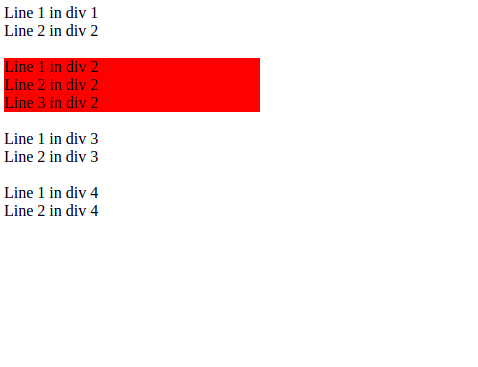 Line 1 in div 1
Line 2 in div 2
Line 1 in div 2
Line 2 in div 2
Line 3 in div 2
Line 1 in div 3
Line 2 in div 3
Line 1 in div 4
Line 2 in div 4